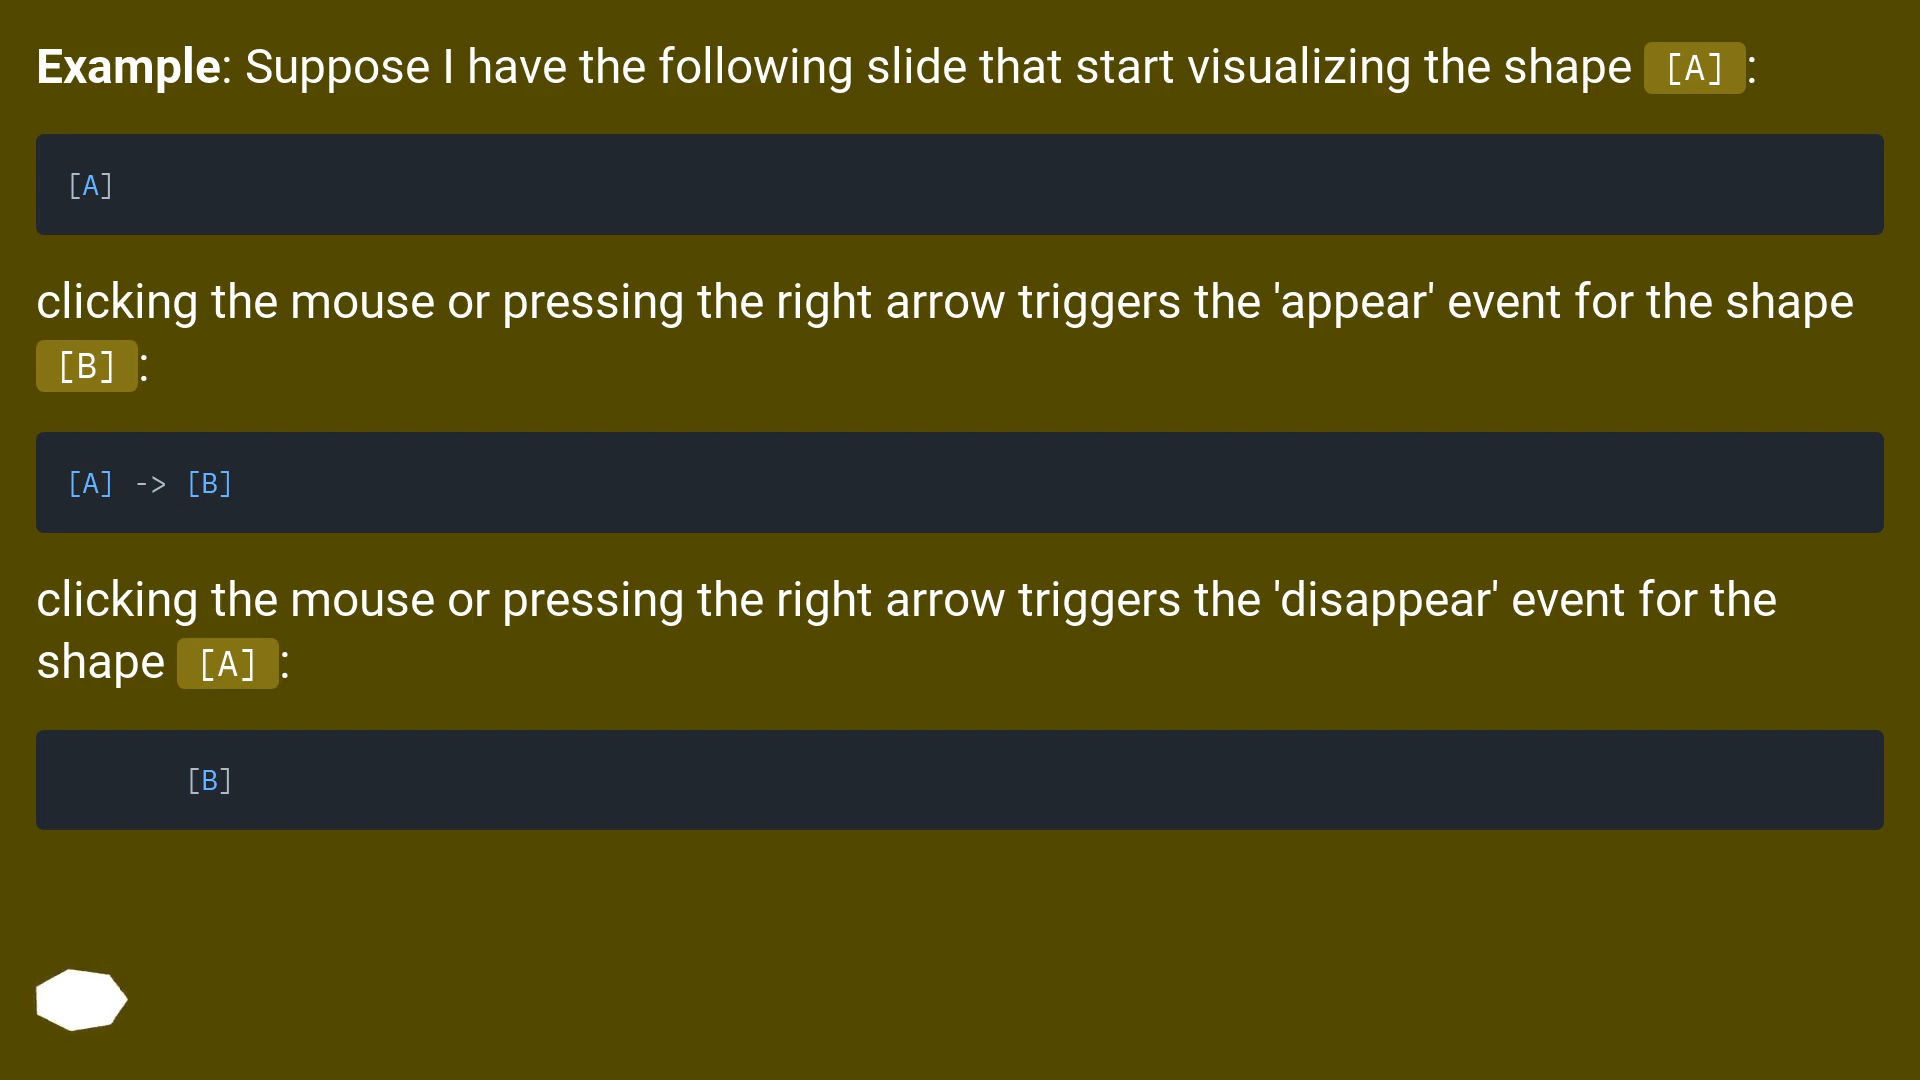 Example: Suppose I have the following slide that start visualizing the shape [A]:
[A]
clicking the mouse or pressing the right arrow triggers the 'appear' event for the shape
[B]:
[A] -> [B]
clicking the mouse or pressing the right arrow triggers the 'disappear' event for the
shape [A]:
[B]